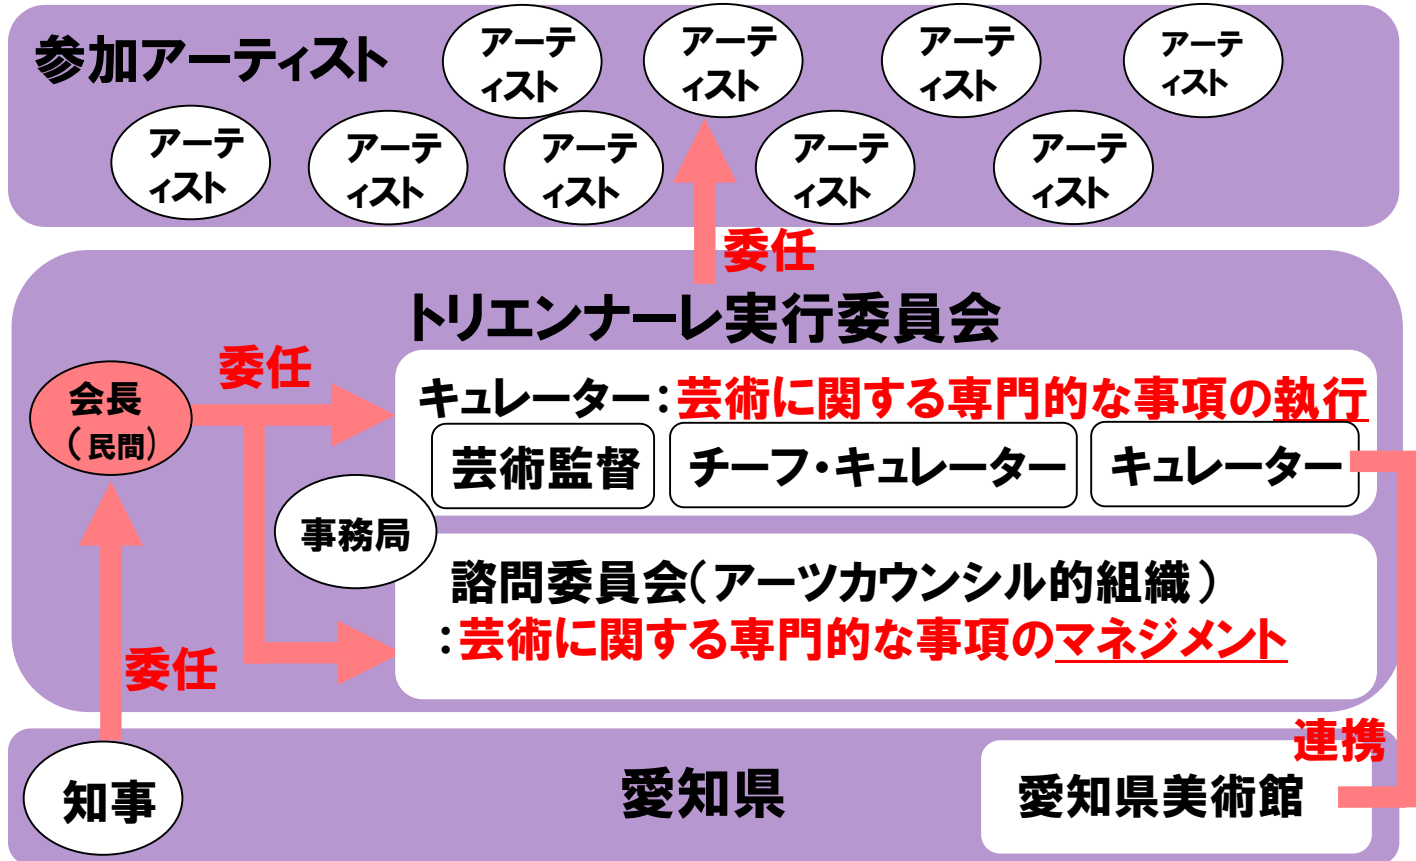 参加アーティスト
アーテ
ィスト
アーテ
ィスト
アーテ
ィスト
アーテ
ィスト
アーテ
ィスト
アーテ
ィスト
アーテ
ィスト
アーテ
ィスト
アーテ
ィスト
委任
トリエンナーレ実行委員会
会長
(民間)
委任
キュレーター:芸術に関する専門的な事項の執行
芸術監督
チーフ・キュレーター
キュレーター
事務局
諮問委員会(アーツカウンシル的組織)
:芸術に関する専門的な事項のマネジメント
委任
連携
知事
愛知県
愛知県美術館